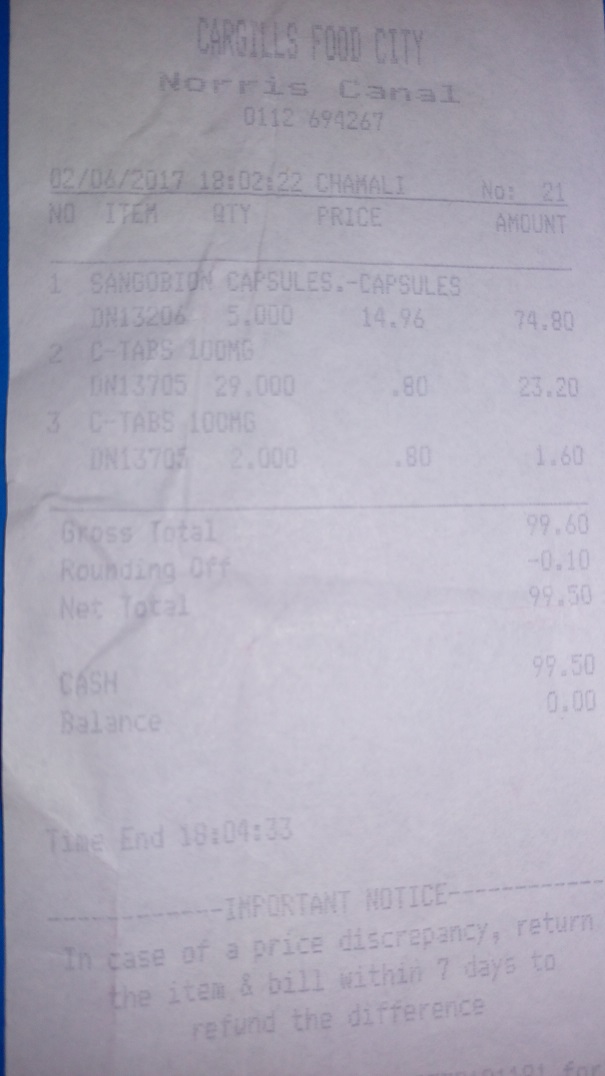 CARGILLS FOOD CITY
Norris Canal
0112 694267
02/06/2017 18:02:22 CHAMALI No: 21
NO ITEM QTY PRICE AMOUNT
1 SANGOBION CAPSULES.-CAPSULES
DN13206 5.000 14.96 74.80
2 C-TABS 100MG
DN13705 29.000 .80 23.20
3 C-TABS 100MG
DN13705 2.000 .80 1.60
Gross Total 99.60
Rounding Off -0.10
Net Total 99.50
CASH 99.50
Balance 0.00
Time End 18:04:33
------------IMPORTANT NOTICE------------
In case of a price discrepancy, return
the item & bill within 7 days to
refund the difference
for